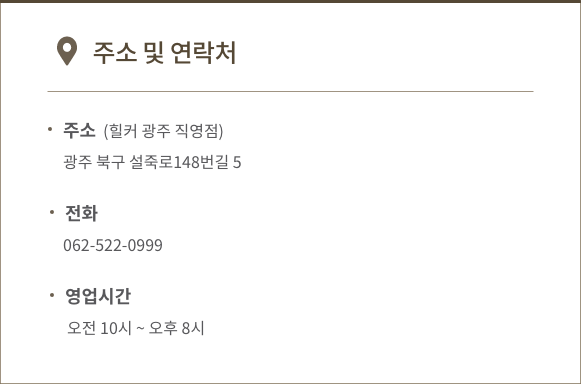 주소 및 연락처
• 주소 (힐커 광주 직영점)
광주 북구 설죽로148번길 5
• 전화
062-522-0999
• 영업시간
오전 10시 ~ 오후 8시